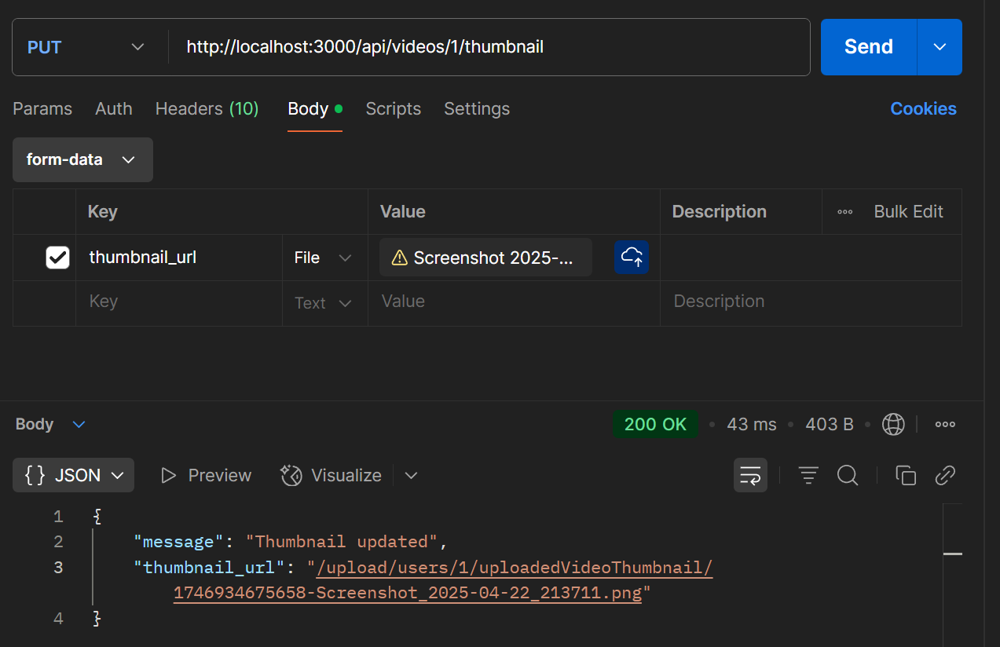 PUT http://localhost:3000/api/videos/1/thumbnail Send
Params Auth Headers (10) Body Scripts Settings Cookies
form-data
Key Value Description Bulk Edit
thumbnail_url File Screenshot 2025-...
Key Text Value Description
Body 200 OK 43 ms 403 B
{ } JSON Preview Visualize
1 {
2 "message": "Thumbnail updated",
3 "thumbnail_url": "/upload/users/1/uploadedVideoThumbnail/
1746934675658-Screenshot_2025-04-22_213711.png"
4 }